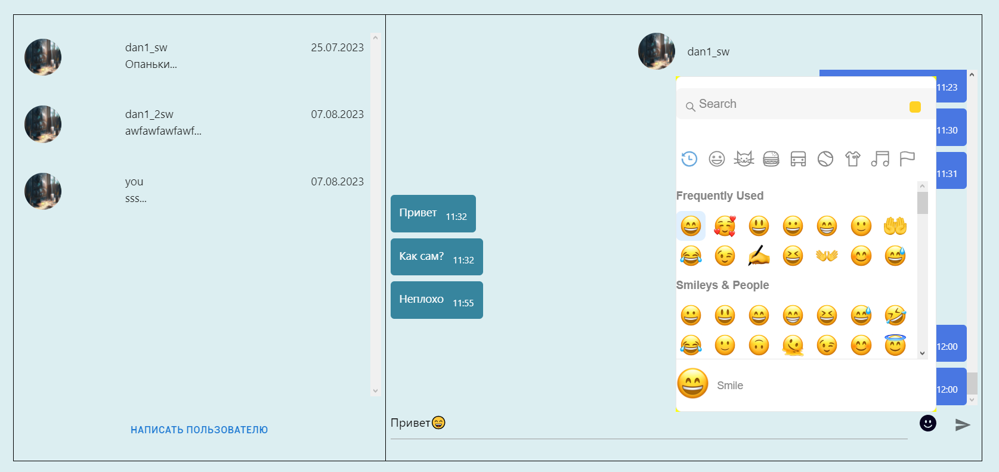 dan1_sw 25.07.2023
Опаньки...
dan1_2sw 07.08.2023
awfawfawfawf...
you 07.08.2023
sss...
НАПИСАТЬ ПОЛЬЗОВАТЕЛЮ
dan1_sw
11:23
11:30
11:31
Привет 11:32
Как сам? 11:32
Неплохо 11:55
12:00
12:00
Search
Frequently Used
Smileys & People
Smile
Привет😄